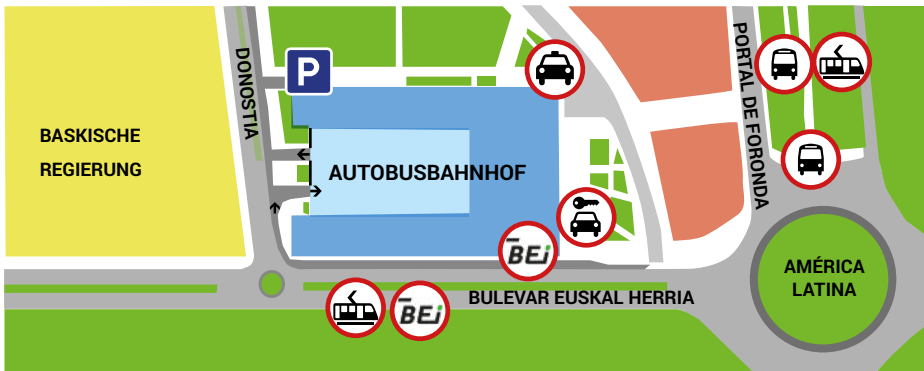 DONOSTIA
P
PORTAL DE FORONDA
BASKISCHE
REGIERUNG
AUTOBUSBAHNHOF
BEi
AMÉRICA
LATINA
BEi
BULEVAR EUSKAL HERRIA